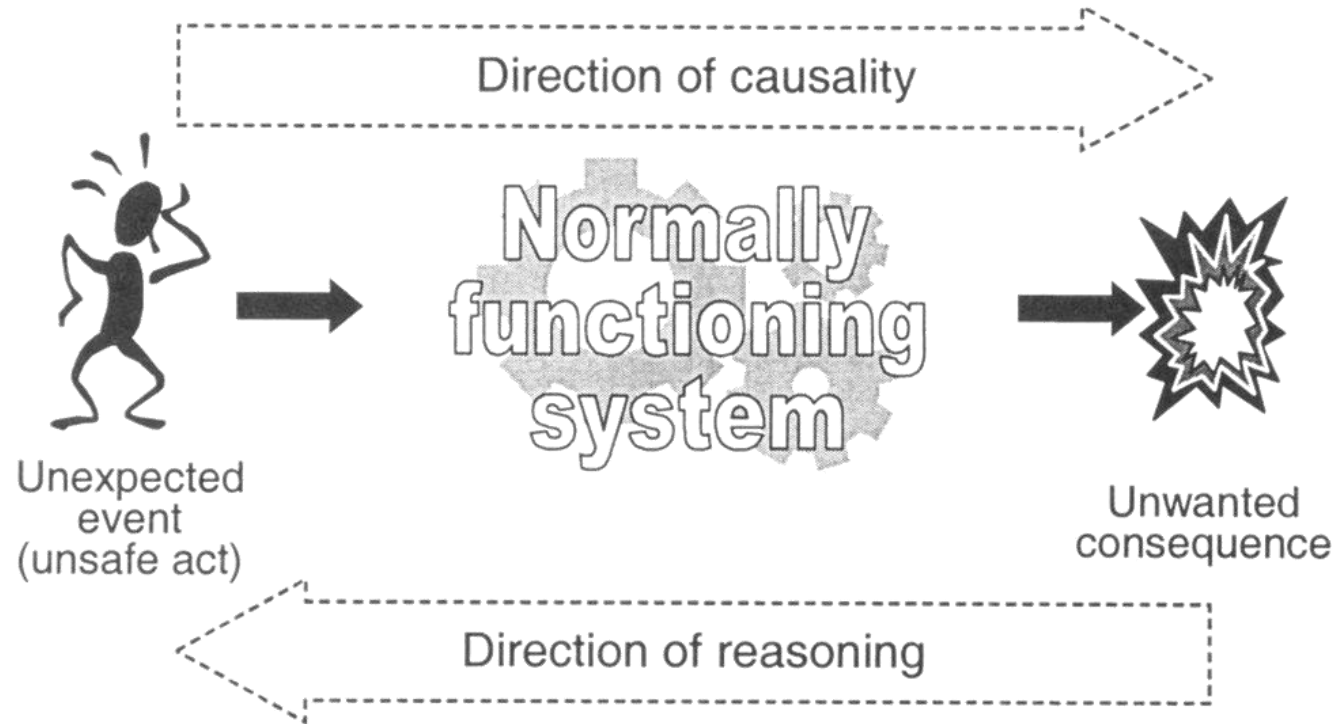 Direction of causality
Normally
functioning
system
Unexpected
event
(unsafe act)
Unwanted
consequence
Direction of reasoning